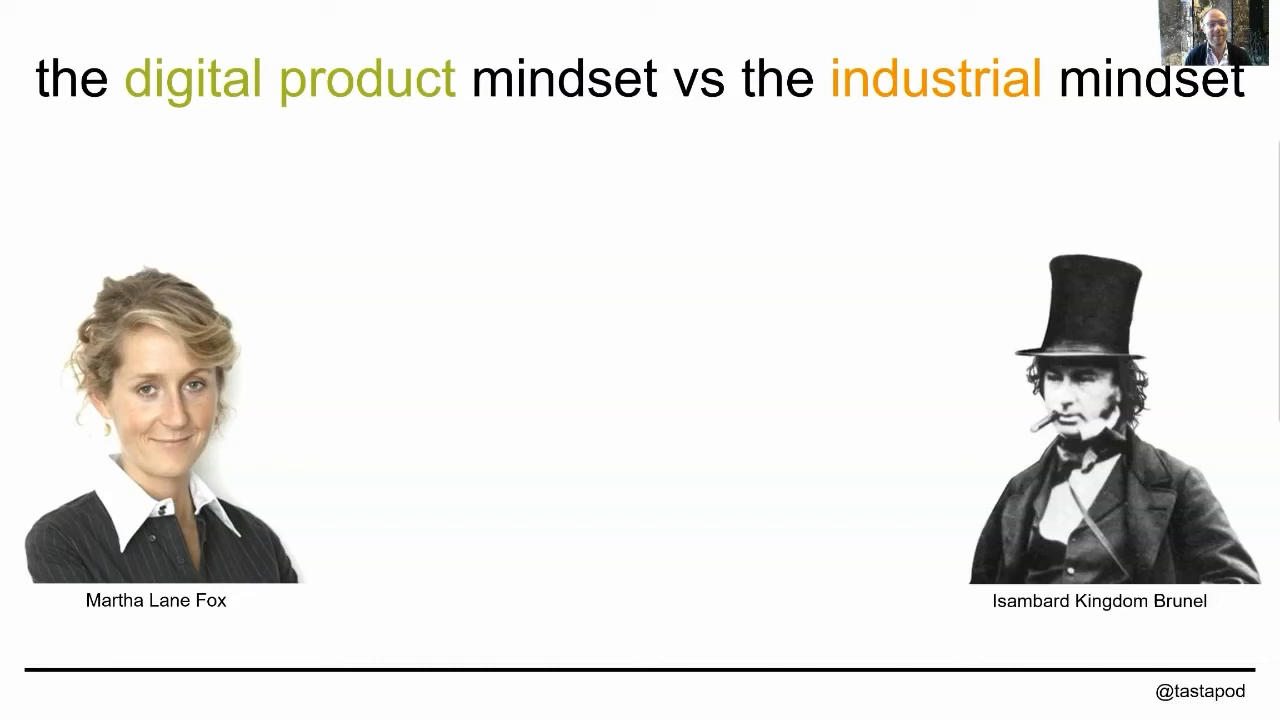 the digital product mindset vs the industrial mindset
Martha Lane Fox
Isambard Kingdom Brunel
@tastapod